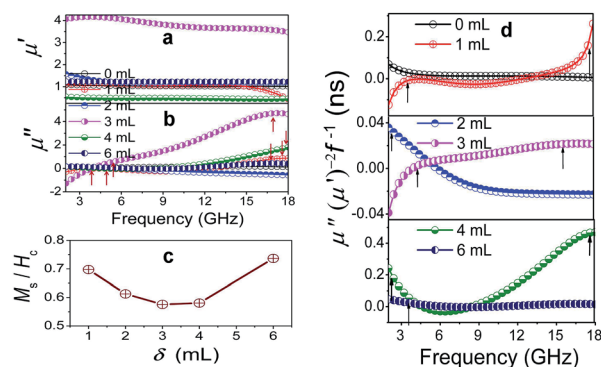 μ′
4
3
2
1
a
0 mL
1 mL
2 mL
3 mL
4 mL
6 mL
μ″
4
2
0
-2
b
3 6 9 12 15 18
Frequency (GHz)
Ms / Hc
0.8
0.7
0.6
0.5
c
1 2 3 4 5 6
δ (mL)
d
0 mL
1 mL
0.2
0.0
2 mL
3 mL
0.04
0.00
-0.04
4 mL
6 mL
0.4
0.2
0.0
μ″ (μ′)⁻² f ⁻¹ (ns)
3 6 9 12 15 18
Frequency (GHz)